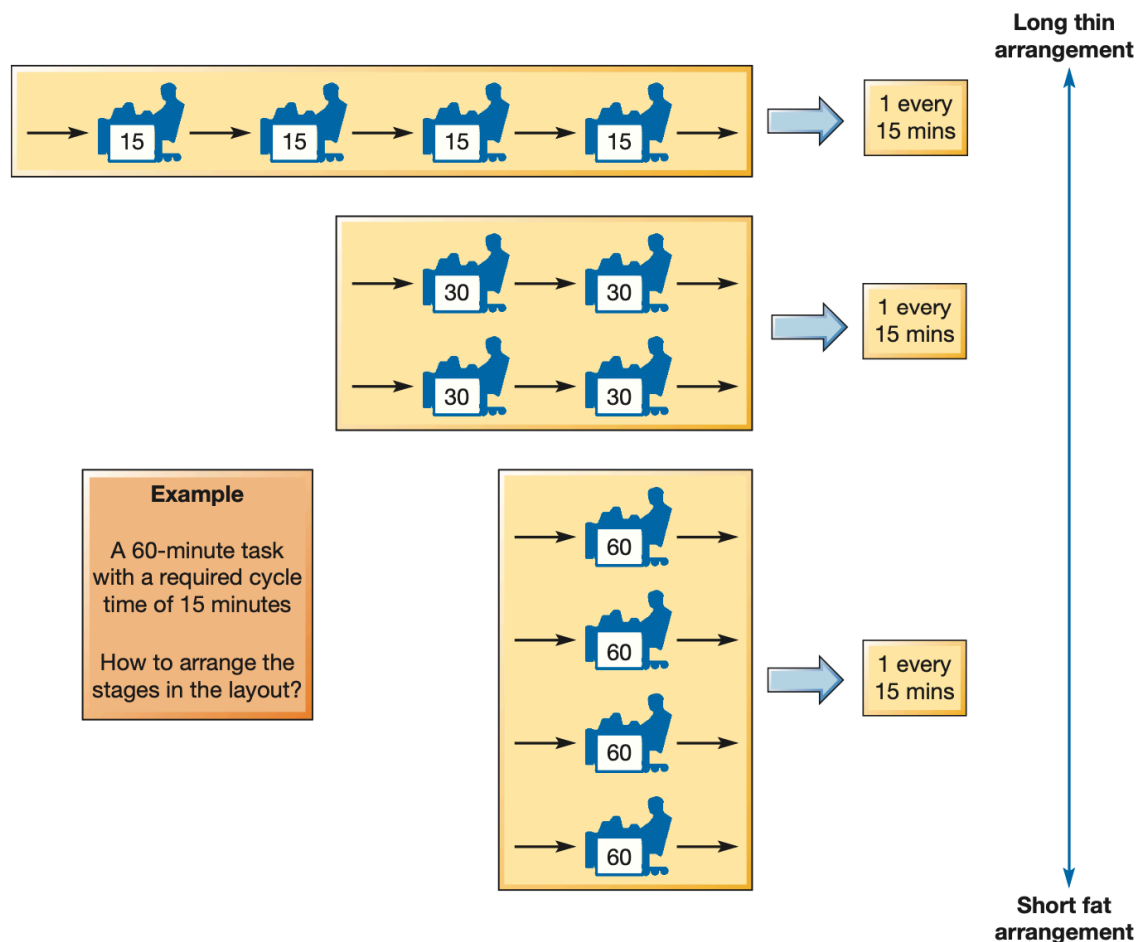 Long thin
arrangement
15
15
15
15
1 every
15 mins
30
30
30
30
1 every
15 mins
Example
A 60-minute task
with a required cycle
time of 15 minutes
How to arrange the
stages in the layout?
60
60
60
60
1 every
15 mins
Short fat
arrangement